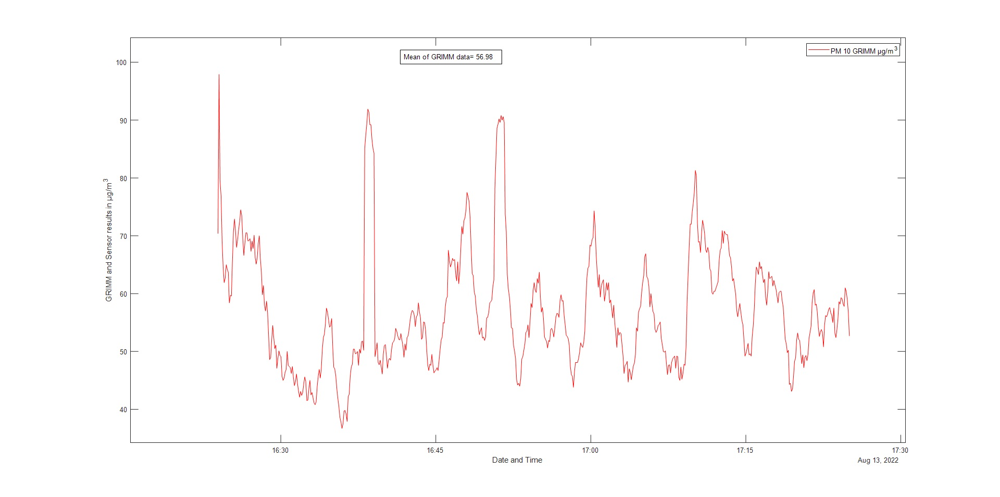 Mean of GRIMM data= 56.98
PM 10 GRIMM µg/m3
100
90
80
70
60
50
40
GRIMM and Sensor results in µg/m3
16:30
16:45
17:00
17:15
17:30
Date and Time
Aug 13, 2022